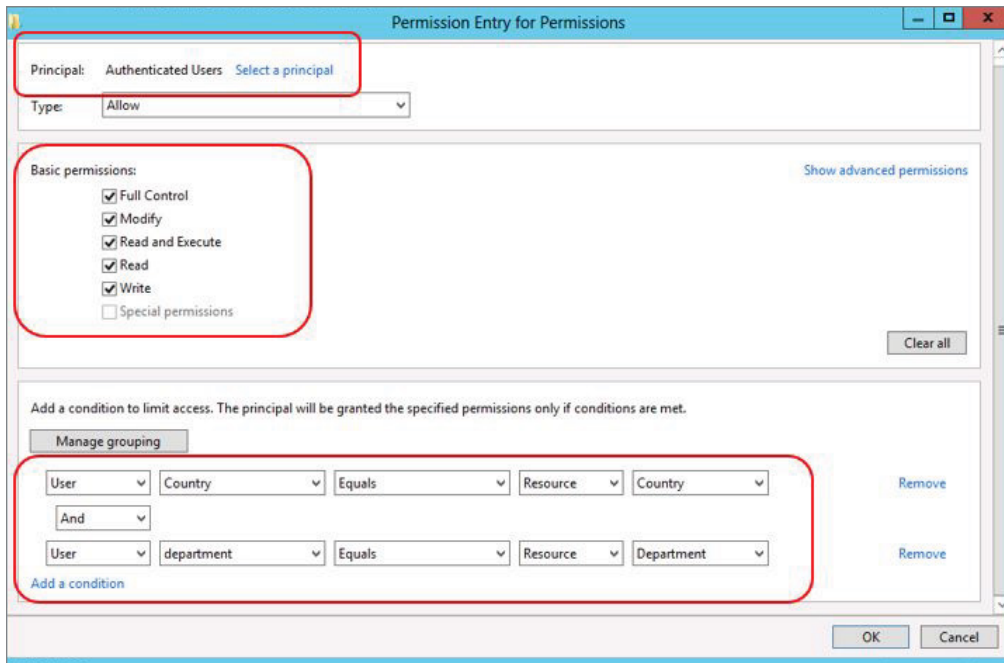 Permission Entry for Permissions
Principal: Authenticated Users Select a principal
Type: Allow
Basic permissions: Show advanced permissions
Full Control
Modify
Read and Execute
Read
Write
Special permissions
Clear all
Add a condition to limit access. The principal will be granted the specified permissions only if conditions are met.
Manage grouping
User Country Equals Resource Country Remove
And
User department Equals Resource Department Remove
Add a condition
OK Cancel